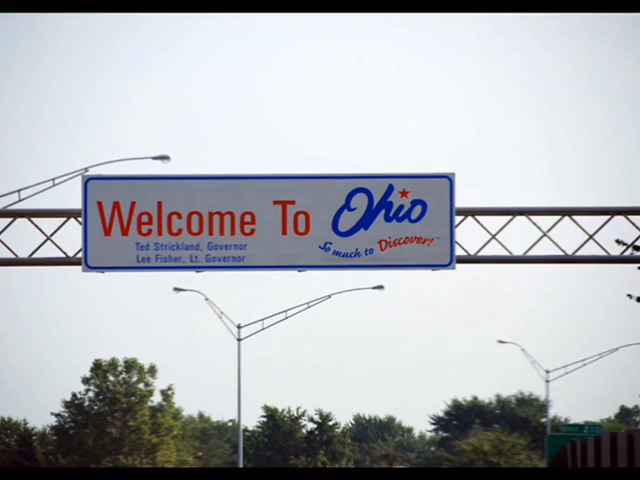 Welcome To Ohio
Ted Strickland, Governor
Lee Fisher, Lt. Governor
So much to Discover!